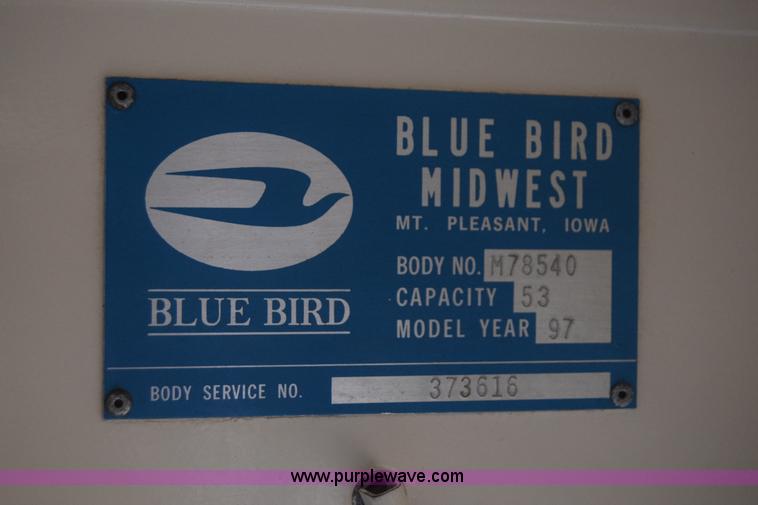 BLUE BIRD
BLUE BIRD
MIDWEST
MT. PLEASANT, IOWA
BODY NO. M78540
CAPACITY 53
MODEL YEAR 97
BODY SERVICE NO. 373616
www.purplewave.com